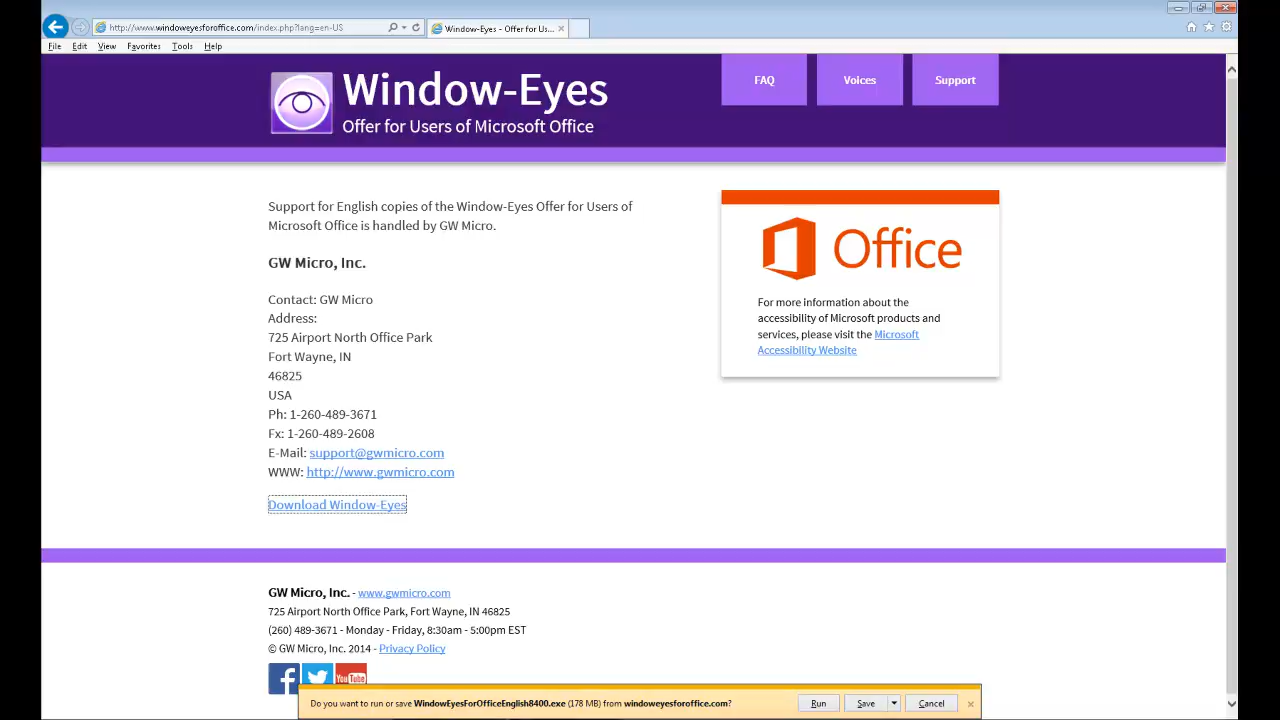 http://www.windoweyesforoffice.com/index.php?lang=en-US
Window-Eyes - Offer for Us...
File Edit View Favorites Tools Help
Window-Eyes
Offer for Users of Microsoft Office
FAQ Voices Support
Support for English copies of the Window-Eyes Offer for Users of
Microsoft Office is handled by GW Micro.
GW Micro, Inc.
Contact: GW Micro
Address:
725 Airport North Office Park
Fort Wayne, IN
46825
USA
Ph: 1-260-489-3671
Fx: 1-260-489-2608
E-Mail: support@gwmicro.com
WWW: http://www.gwmicro.com
Download Window-Eyes
Office
For more information about the
accessibility of Microsoft products and
services, please visit the Microsoft
Accessibility Website
GW Micro, Inc. - www.gwmicro.com
725 Airport North Office Park, Fort Wayne, IN 46825
(260) 489-3671 - Monday - Friday, 8:30am - 5:00pm EST
© GW Micro, Inc. 2014 - Privacy Policy
You Tube
Do you want to run or save WindowEyesForOfficeEnglish8400.exe (178 MB) from windoweyesforoffice.com?
Run Save Cancel